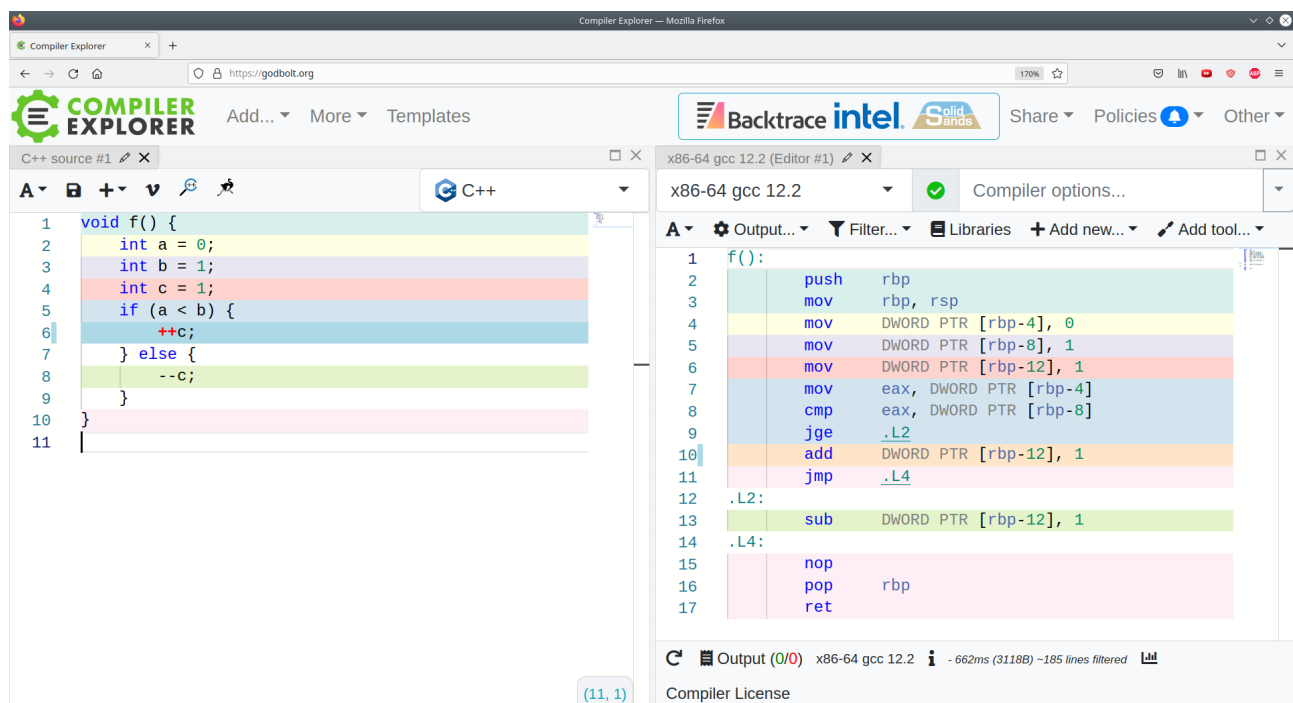 Compiler Explorer — Mozilla Firefox
Compiler Explorer × +
https://godbolt.org 170% ABP
COMPILER
EXPLORER
Add... More Templates
Backtrace intel. Solid Sands Share Policies Other
C++ source #1
A C++
1 void f() {
2 int a = 0;
3 int b = 1;
4 int c = 1;
5 if (a < b) {
6 ++c;
7 } else {
8 --c;
9 }
10 }
11
(11, 1)
x86-64 gcc 12.2 (Editor #1)
x86-64 gcc 12.2 Compiler options...
A Output... Filter... Libraries Add new... Add tool...
1 f():
2 push rbp
3 mov rbp, rsp
4 mov DWORD PTR [rbp-4], 0
5 mov DWORD PTR [rbp-8], 1
6 mov DWORD PTR [rbp-12], 1
7 mov eax, DWORD PTR [rbp-4]
8 cmp eax, DWORD PTR [rbp-8]
9 jge .L2
10 add DWORD PTR [rbp-12], 1
11 jmp .L4
12 .L2:
13 sub DWORD PTR [rbp-12], 1
14 .L4:
15 nop
16 pop rbp
17 ret
Output (0/0) x86-64 gcc 12.2 i - 662ms (3118B) ~185 lines filtered
Compiler License